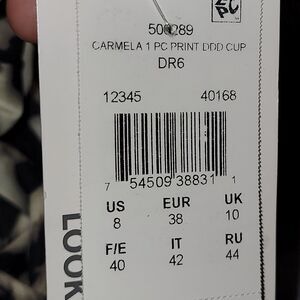 CARMELA 1 PC PRINT DDD CUP
DR6
12345 40168
7 54509 38831 1
US EUR UK
8 38 10
F/E IT RU
40 42 44
LOOK